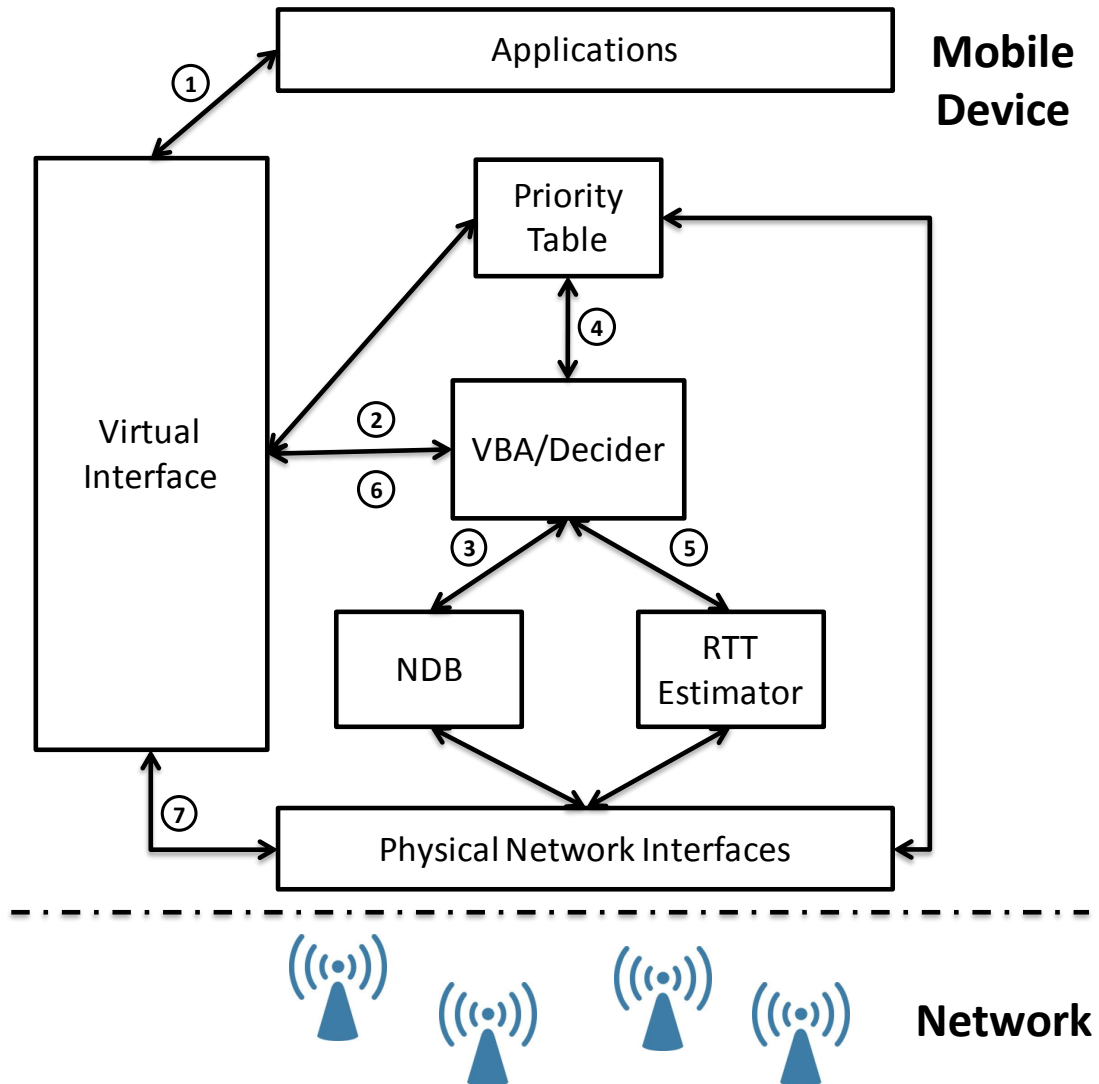 Applications
Mobile
Device
1
Priority
Table
4
Virtual
Interface
2
VBA/Decider
6
3
5
NDB
RTT
Estimator
7
Physical Network Interfaces
Network